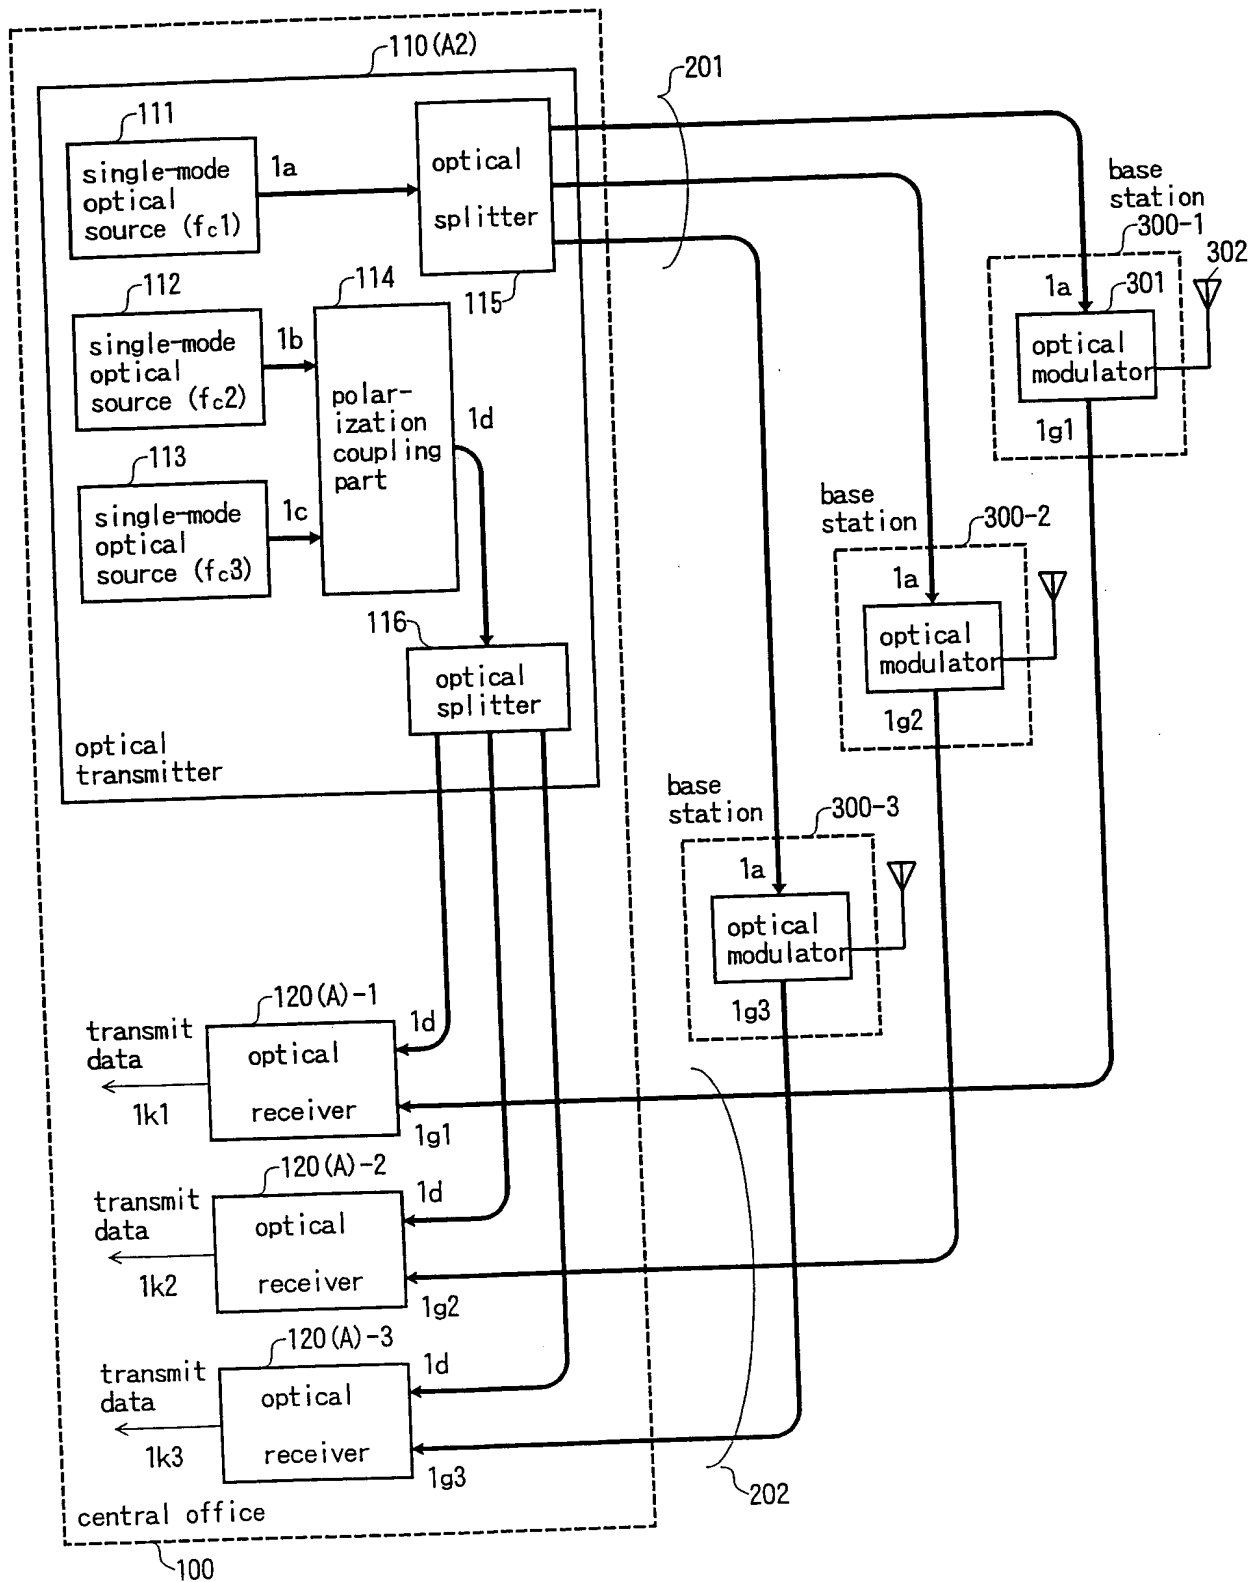 110(A2)
201
111
single-mode
optical
source (fc1)
1a
optical
splitter
115
base
station
300-1
302
1a
301
optical
modulator
1g1
112
single-mode
optical
source (fc2)
1b
114
polar-
ization
coupling
part
1d
113
single-mode
optical
source (fc3)
1c
base
station
300-2
1a
optical
modulator
1g2
116
optical
splitter
optical
transmitter
base
station
300-3
1a
optical
modulator
1g3
120(A)-1
transmit
data
1k1
optical
receiver
1d
1g1
120(A)-2
transmit
data
1k2
optical
receiver
1d
1g2
120(A)-3
transmit
data
1k3
optical
receiver
1d
1g3
202
central office
100